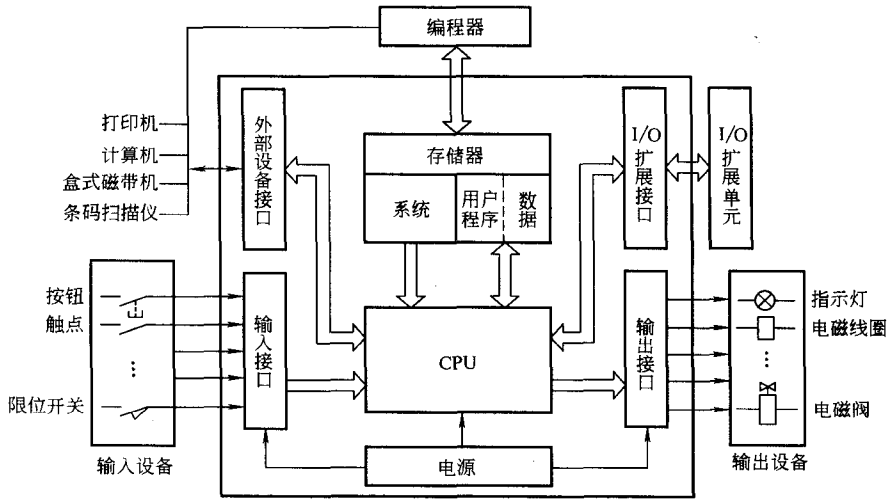 编程器
打印机
计算机
盒式磁带机
条码扫描仪
外部设备接口
存储器
系统
用户程序
数据
I/O扩展接口
I/O扩展单元
按钮
触点
…
限位开关
输入设备
输入接口
CPU
电源
输出接口
指示灯
电磁线圈
…
电磁阀
输出设备